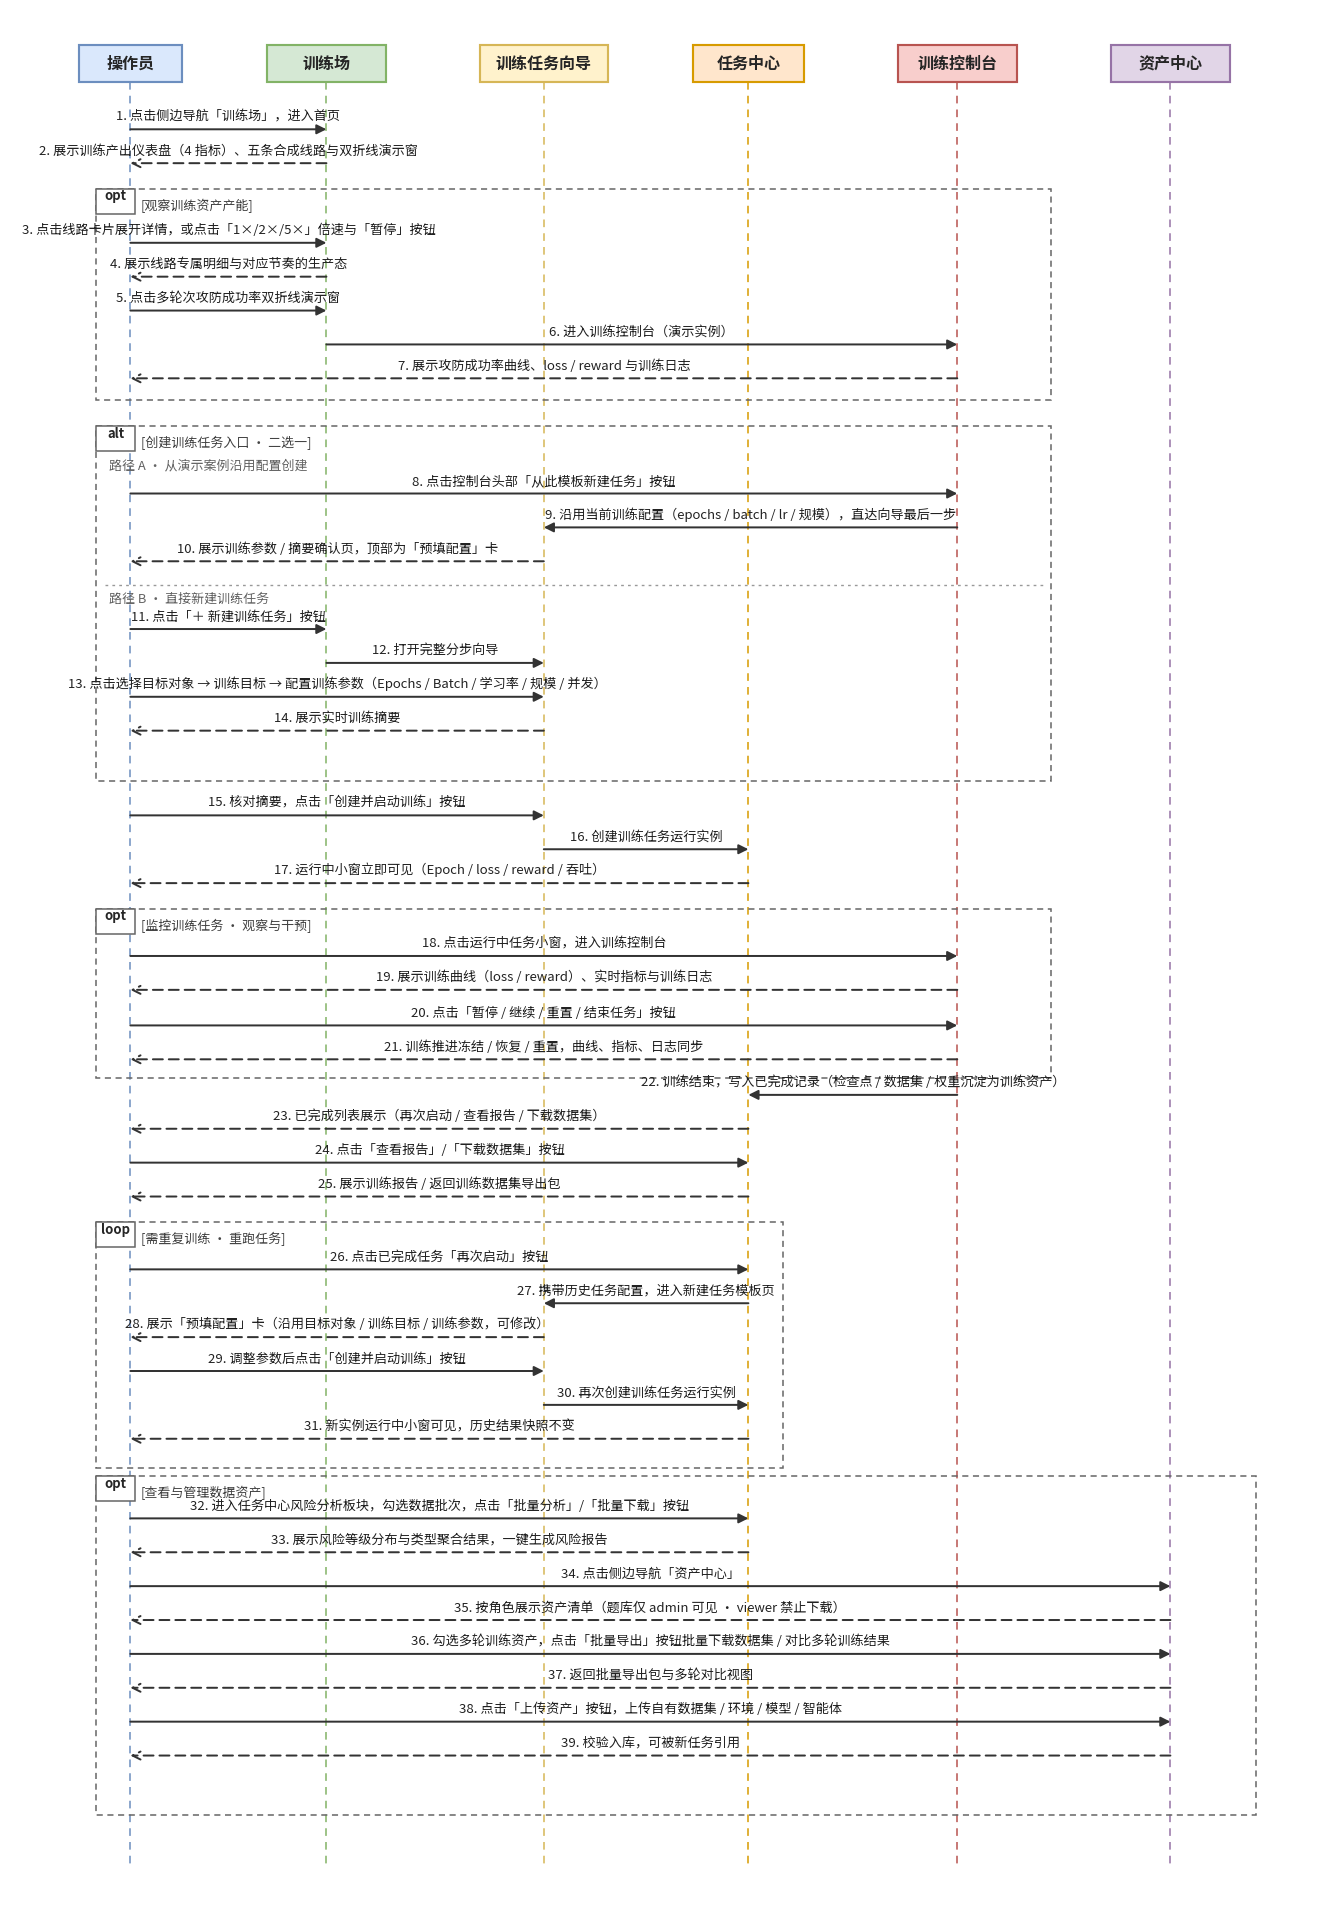 操作员
训练场
训练任务向导
任务中心
训练控制台
资产中心
1. 点击侧边导航「训练场」，进入首页
2. 展示训练产出仪表盘（4 指标）、五条合成线路与双折线演示窗
opt
[观察训练资产产能]
3. 点击线路卡片展开详情，或点击「1×/2×/5×」倍速与「暂停」按钮
4. 展示线路专属明细与对应节奏的生产态
5. 点击多轮次攻防成功率双折线演示窗
6. 进入训练控制台（演示实例）
7. 展示攻防成功率曲线、loss / reward 与训练日志
alt
[创建训练任务入口 · 二选一]
路径 A · 从演示案例沿用配置创建
8. 点击控制台头部「从此模板新建任务」按钮
9. 沿用当前训练配置（epochs / batch / lr / 规模），直达向导最后一步
10. 展示训练参数 / 摘要确认页，顶部为「预填配置」卡
路径 B · 直接新建训练任务
11. 点击「＋ 新建训练任务」按钮
12. 打开完整分步向导
13. 点击选择目标对象 → 训练目标 → 配置训练参数（Epochs / Batch / 学习率 / 规模 / 并发）
14. 展示实时训练摘要
15. 核对摘要，点击「创建并启动训练」按钮
16. 创建训练任务运行实例
17. 运行中小窗立即可见（Epoch / loss / reward / 吞吐）
opt
[监控训练任务 · 观察与干预]
18. 点击运行中任务小窗，进入训练控制台
19. 展示训练曲线（loss / reward）、实时指标与训练日志
20. 点击「暂停 / 继续 / 重置 / 结束任务」按钮
21. 训练推进冻结 / 恢复 / 重置，曲线、指标、日志同步
22. 训练结束，写入已完成记录（检查点 / 数据集 / 权重沉淀为训练资产）
23. 已完成列表展示（再次启动 / 查看报告 / 下载数据集）
24. 点击「查看报告」/「下载数据集」按钮
25. 展示训练报告 / 返回训练数据集导出包
loop
[需重复训练 · 重跑任务]
26. 点击已完成任务「再次启动」按钮
27. 携带历史任务配置，进入新建任务模板页
28. 展示「预填配置」卡（沿用目标对象 / 训练目标 / 训练参数，可修改）
29. 调整参数后点击「创建并启动训练」按钮
30. 再次创建训练任务运行实例
31. 新实例运行中小窗可见，历史结果快照不变
opt
[查看与管理数据资产]
32. 进入任务中心风险分析板块，勾选数据批次，点击「批量分析」/「批量下载」按钮
33. 展示风险等级分布与类型聚合结果，一键生成风险报告
34. 点击侧边导航「资产中心」
35. 按角色展示资产清单（题库仅 admin 可见 · viewer 禁止下载）
36. 勾选多轮训练资产，点击「批量导出」按钮批量下载数据集 / 对比多轮训练结果
37. 返回批量导出包与多轮对比视图
38. 点击「上传资产」按钮，上传自有数据集 / 环境 / 模型 / 智能体
39. 校验入库，可被新任务引用